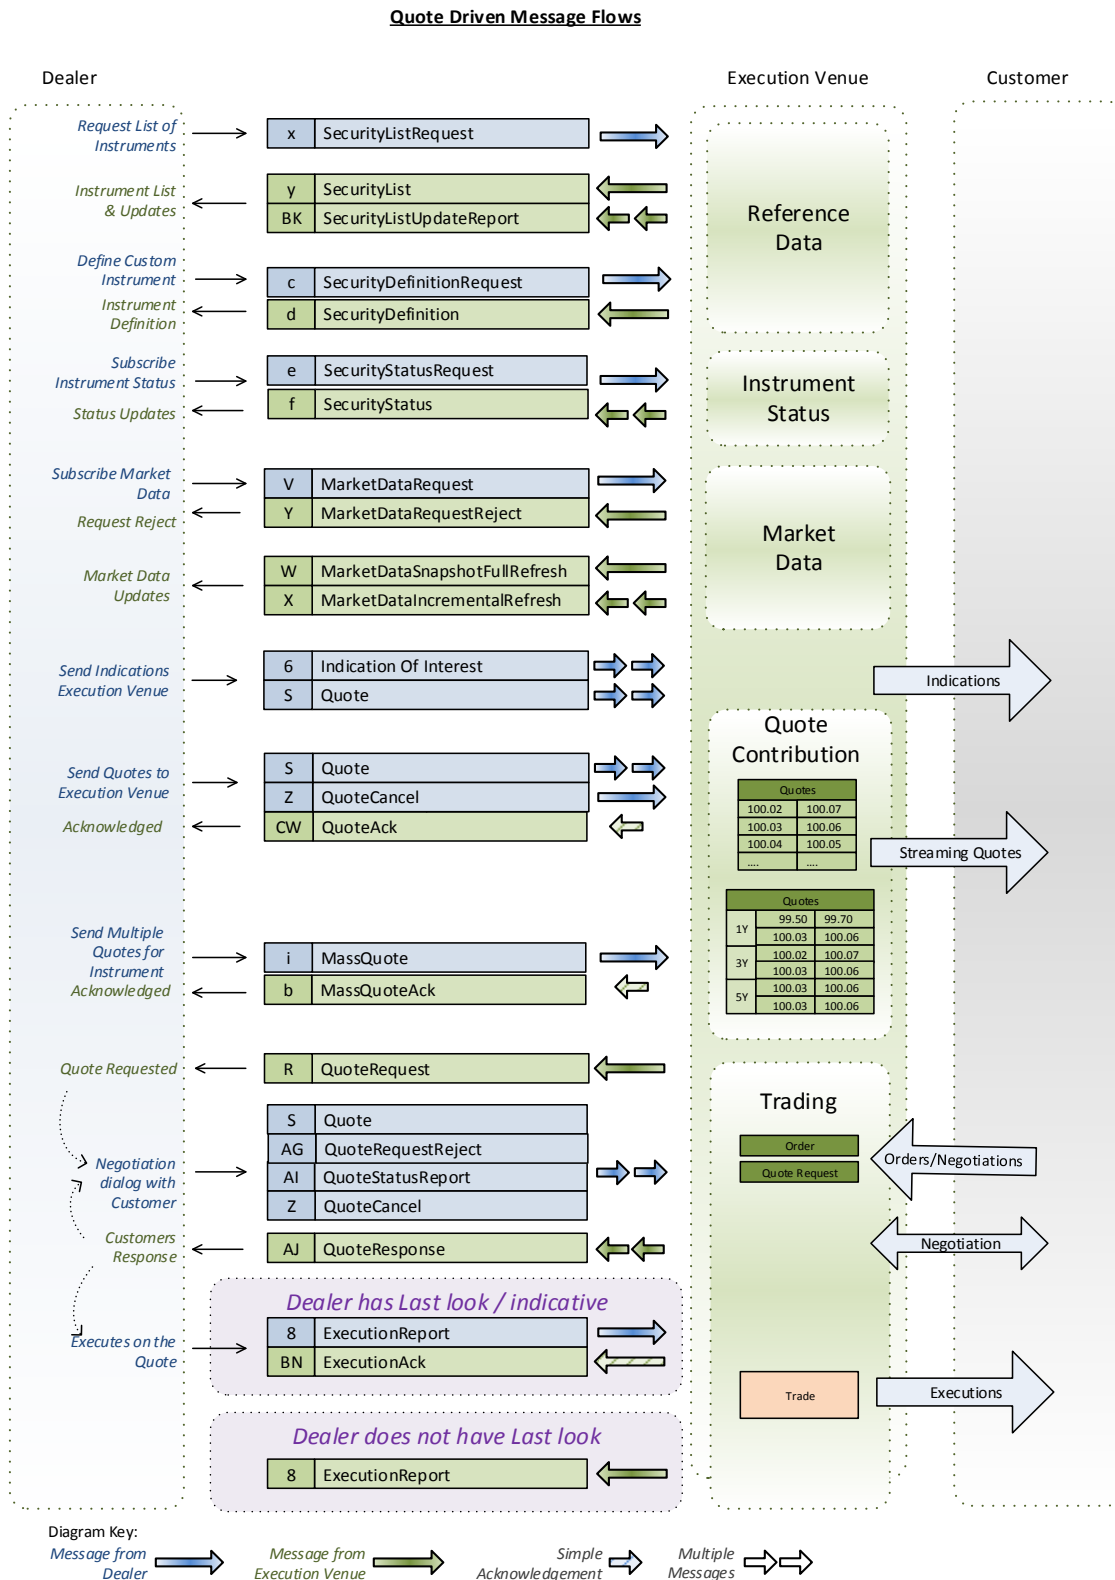 Quote Driven Message Flows
Dealer
Execution Venue
Customer
Request List of
Instruments
x SecurityListRequest
Instrument List
& Updates
y SecurityList
BK SecurityListUpdateReport
Reference
Data
Define Custom
Instrument
c SecurityDefinitionRequest
Instrument
Definition
d SecurityDefinition
Subscribe
Instrument Status
e SecurityStatusRequest
Status Updates
f SecurityStatus
Instrument
Status
Subscribe Market
Data
V MarketDataRequest
Request Reject
Y MarketDataRequestReject
Market
Data
Market Data
Updates
W MarketDataSnapshotFullRefresh
X MarketDataIncrementalRefresh
Send Indications
Execution Venue
6 Indication Of Interest
S Quote
Indications
Quote
Contribution
Send Quotes to
Execution Venue
S Quote
Z QuoteCancel
Acknowledged
CW QuoteAck
Quotes
100.02 100.07
100.03 100.06
100.04 100.05
.... ....
Streaming Quotes
Quotes
1Y 99.50 99.70
100.03 100.06
3Y 100.02 100.07
100.03 100.06
5Y 100.03 100.06
100.03 100.06
Send Multiple
Quotes for
Instrument
i MassQuote
Acknowledged
b MassQuoteAck
Quote Requested
R QuoteRequest
Trading
Order
Quote Request
Orders/Negotiations
Negotiation
dialog with
Customer
S Quote
AG QuoteRequestReject
AI QuoteStatusReport
Z QuoteCancel
Customers
Response
AJ QuoteResponse
Negotiation
Dealer has Last look / indicative
Executes on the
Quote
8 ExecutionReport
BN ExecutionAck
Trade
Executions
Dealer does not have Last look
8 ExecutionReport
Diagram Key:
Message from
Dealer
Message from
Execution Venue
Simple
Acknowledgement
Multiple
Messages